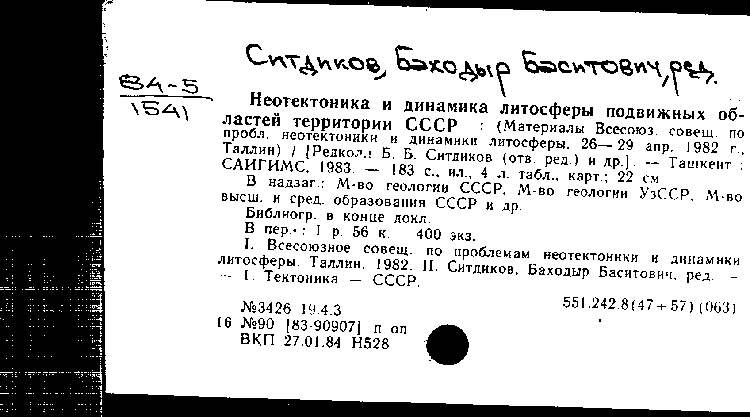 Ситдиков, Баходыр Баситович, ред.
84-5
1541
Неотектоника и динамика литосферы подвижных об-
ластей территории СССР : (Материалы Всесоюз. совещ. по
пробл. неотектоники и динамики литосферы, 26—29 апр. 1982 г.,
Таллин) / [Редкол.: Б. Б. Ситдиков (отв. ред.) и др.]. — Ташкент :
САИГИМС, 1983. — 183 с., ил., 4 л. табл., карт.; 22 см
В надзаг.: М-во геологии СССР, М-во геологии УзССР, М-во
высш. и сред. образования СССР и др.
Библиогр. в конце докл.
В пер.: 1 р. 56 к. 400 экз.
I. Всесоюзное совещ. по проблемам неотектоники и динамики
литосферы. Таллин. 1982. II. Ситдиков, Баходыр Баситович, ред. –
— 1. Тектоника — СССР.
551.242.8(47+57)(063)
№3426 19.4.3
16 №90 [83-90907] п оп
ВКП 27.01.84 Н528